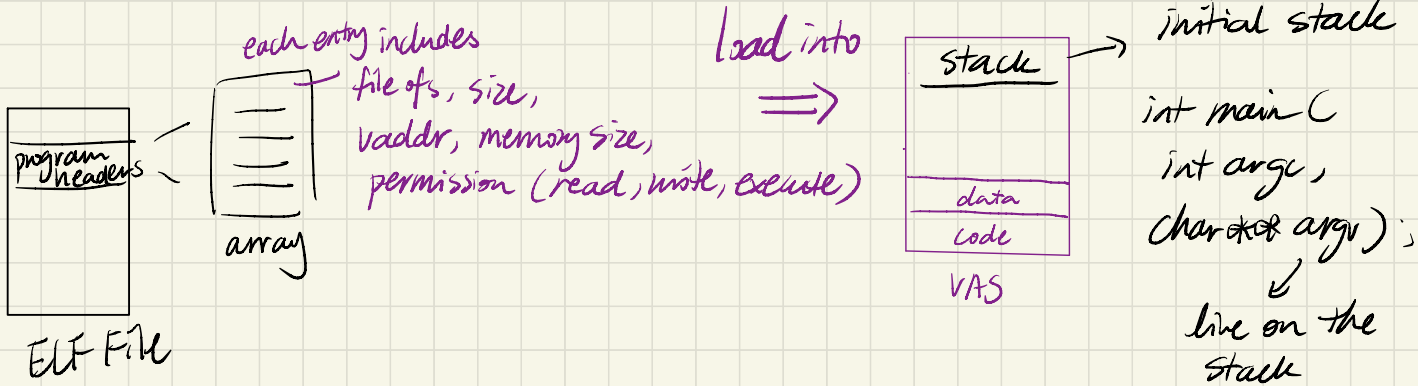 ELF File
program
headers
array
each entry includes
file ofs, size,
vaddr, memory size,
permission (read, write, execute)
load into
stack
data
code
VAS
initial stack
int main (
int argc,
char** argv);
live on the
stack